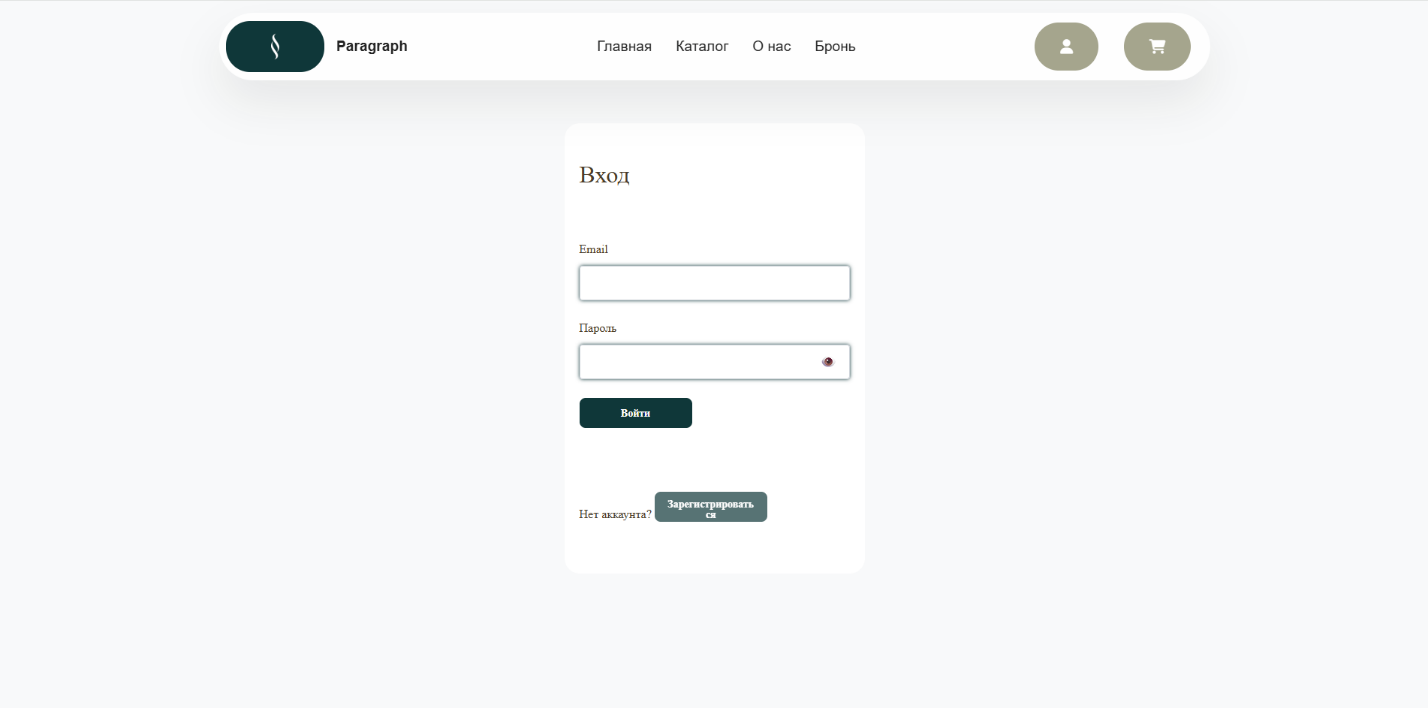 Paragraph
Главная Каталог О нас Бронь
Вход
Email
Пароль
Войти
Нет аккаунта? Зарегистрировать
ся